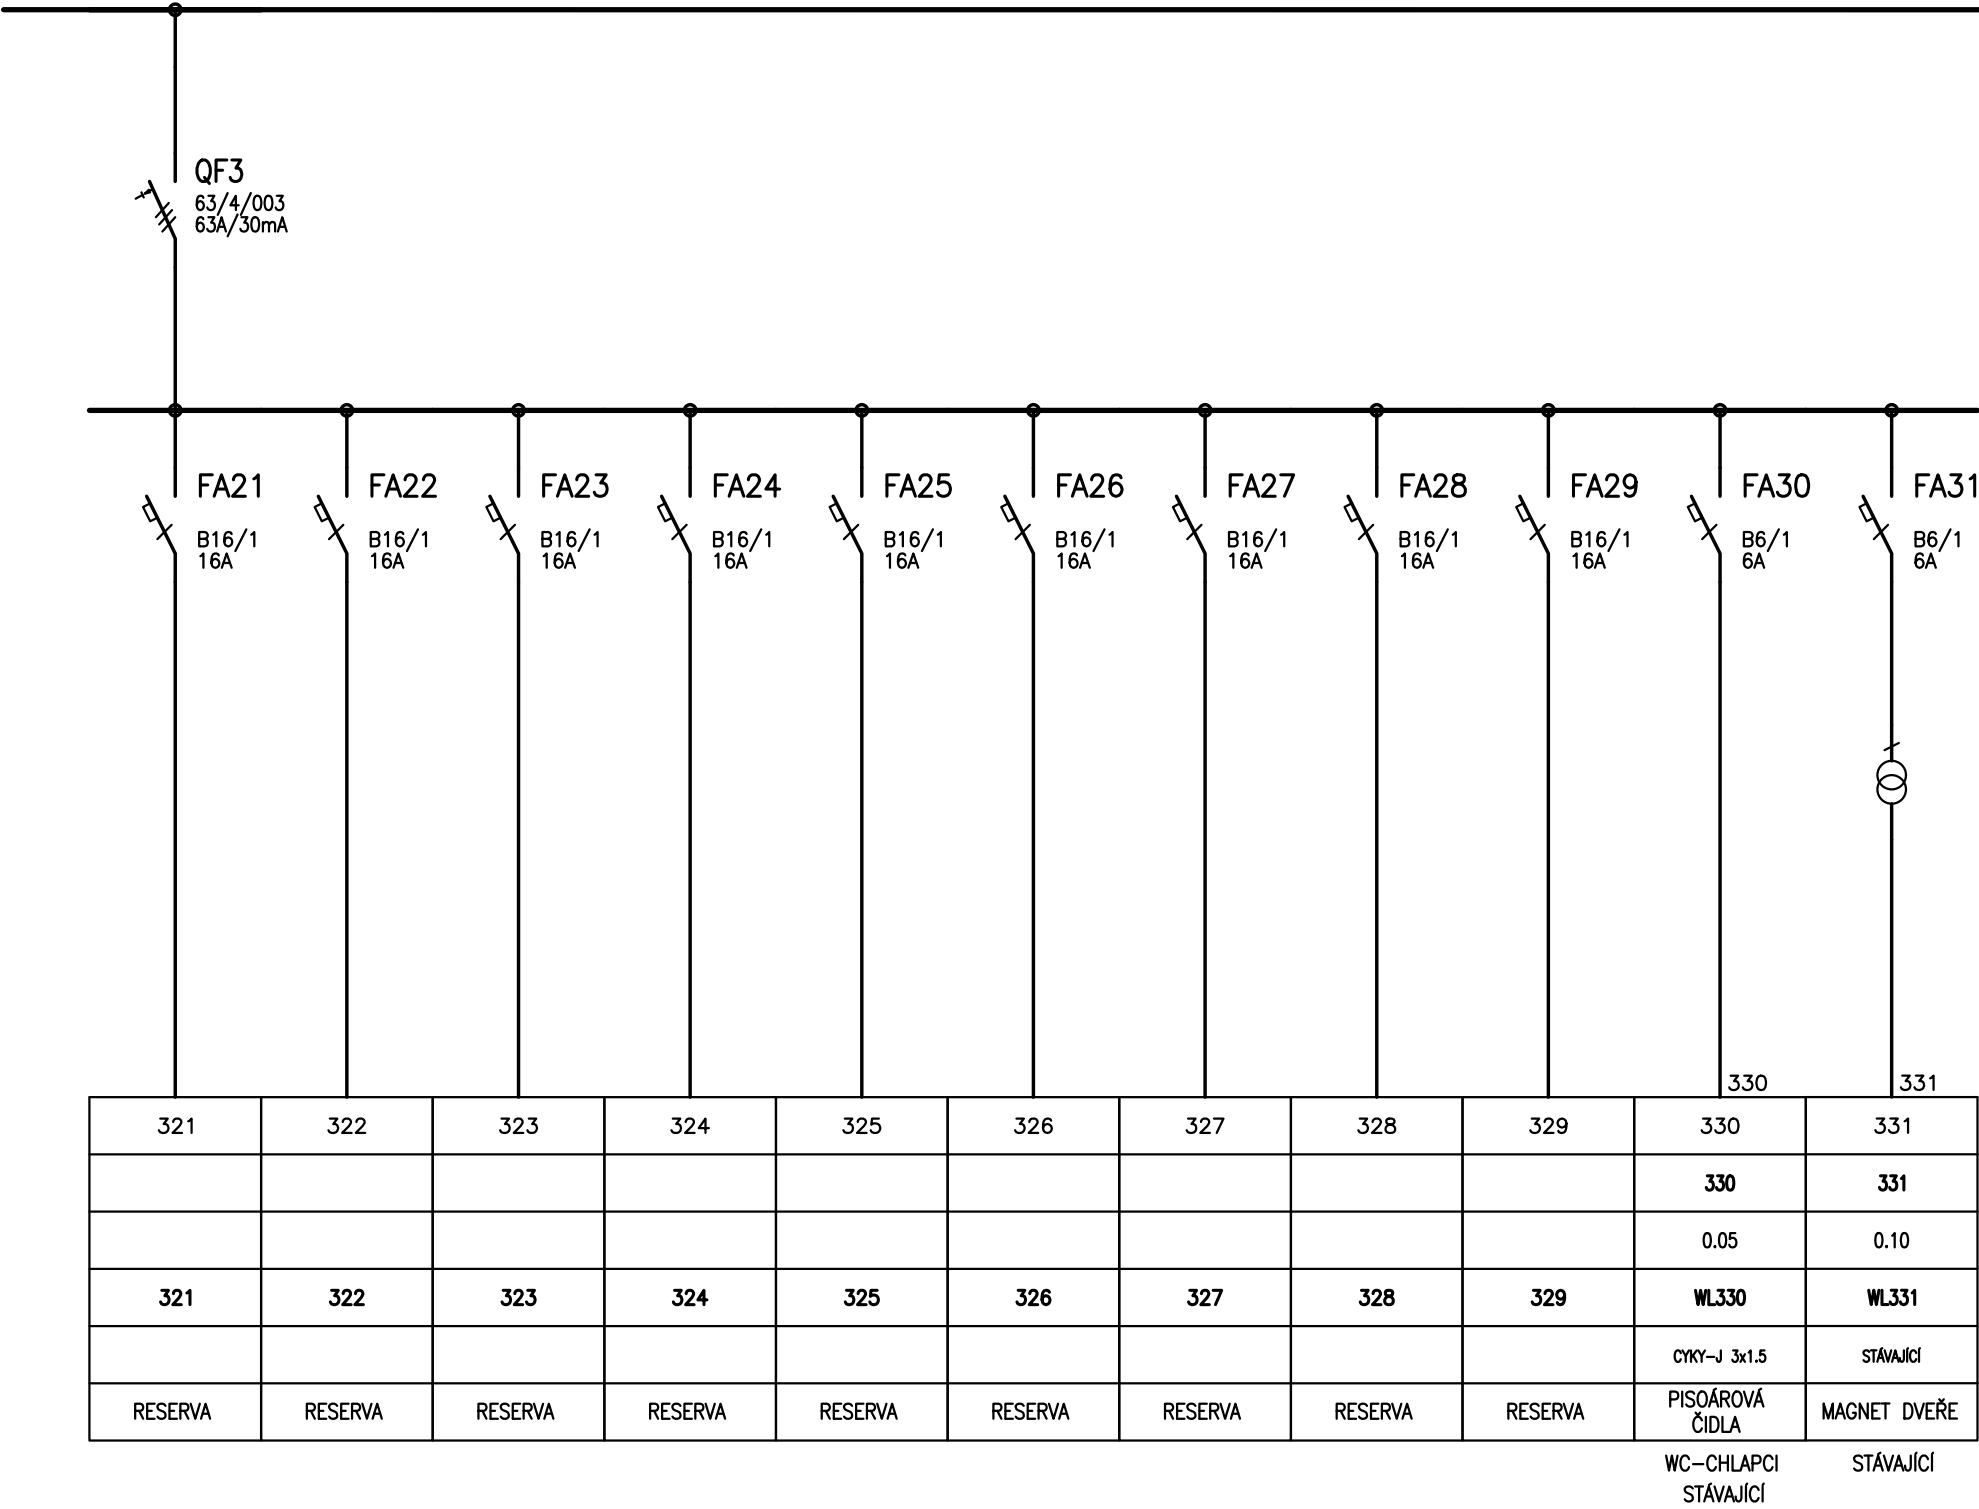 QF3
63/4/003
63A/30mA
FA21 FA22 FA23 FA24 FA25 FA26 FA27 FA28 FA29 FA30 FA31
B16/1 B16/1 B16/1 B16/1 B16/1 B16/1 B16/1 B16/1 B16/1 B6/1 B6/1
16A 16A 16A 16A 16A 16A 16A 16A 16A 6A 6A
330 331
321 322 323 324 325 326 327 328 329 330 331
330 331
0.05 0.10
321 322 323 324 325 326 327 328 329 WL330 WL331
CYKY-J 3x1.5 STÁVAJÍCÍ
RESERVA RESERVA RESERVA RESERVA RESERVA RESERVA RESERVA RESERVA RESERVA PISOÁROVÁ MAGNET DVEŘE
ČIDLA
WC-CHLAPCI STÁVAJÍCÍ
STÁVAJÍCÍ